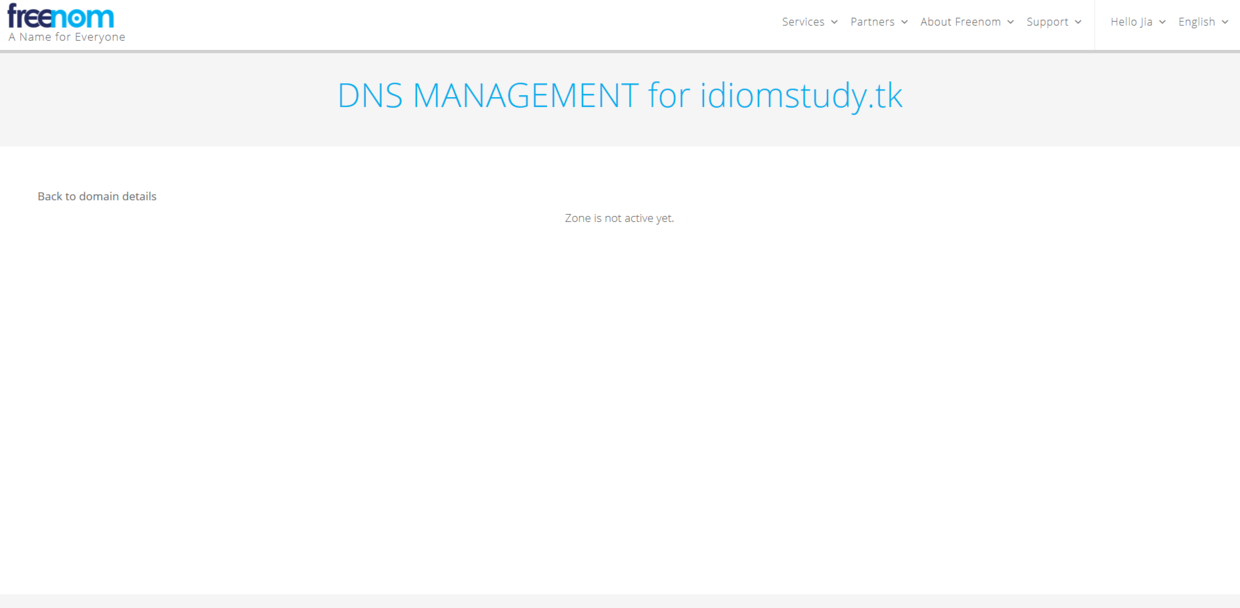 freenom
A Name for Everyone
Services Partners About Freenom Support Hello Jia English
DNS MANAGEMENT for idiomstudy.tk
Back to domain details
Zone is not active yet.